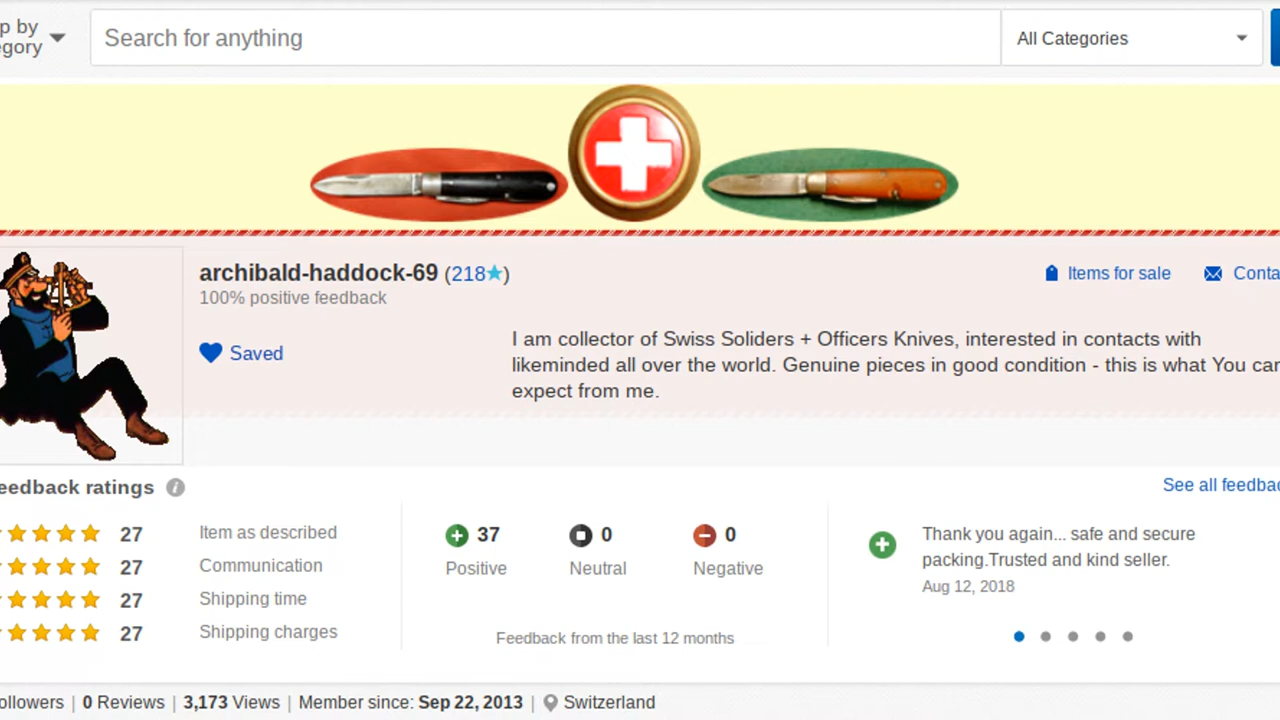 p by
egory
Search for anything
All Categories
archibald-haddock-69 (218)
100% positive feedback
Items for sale
Conta
Saved
I am collector of Swiss Soliders + Officers Knives, interested in contacts with
likeminded all over the world. Genuine pieces in good condition - this is what You can
expect from me.
eedback ratings
See all feedbac
27 Item as described
27 Communication
27 Shipping time
27 Shipping charges
37 Positive
0 Neutral
0 Negative
Feedback from the last 12 months
Thank you again... safe and secure
packing.Trusted and kind seller.
Aug 12, 2018
ollowers | 0 Reviews | 3,173 Views | Member since: Sep 22, 2013 | Switzerland